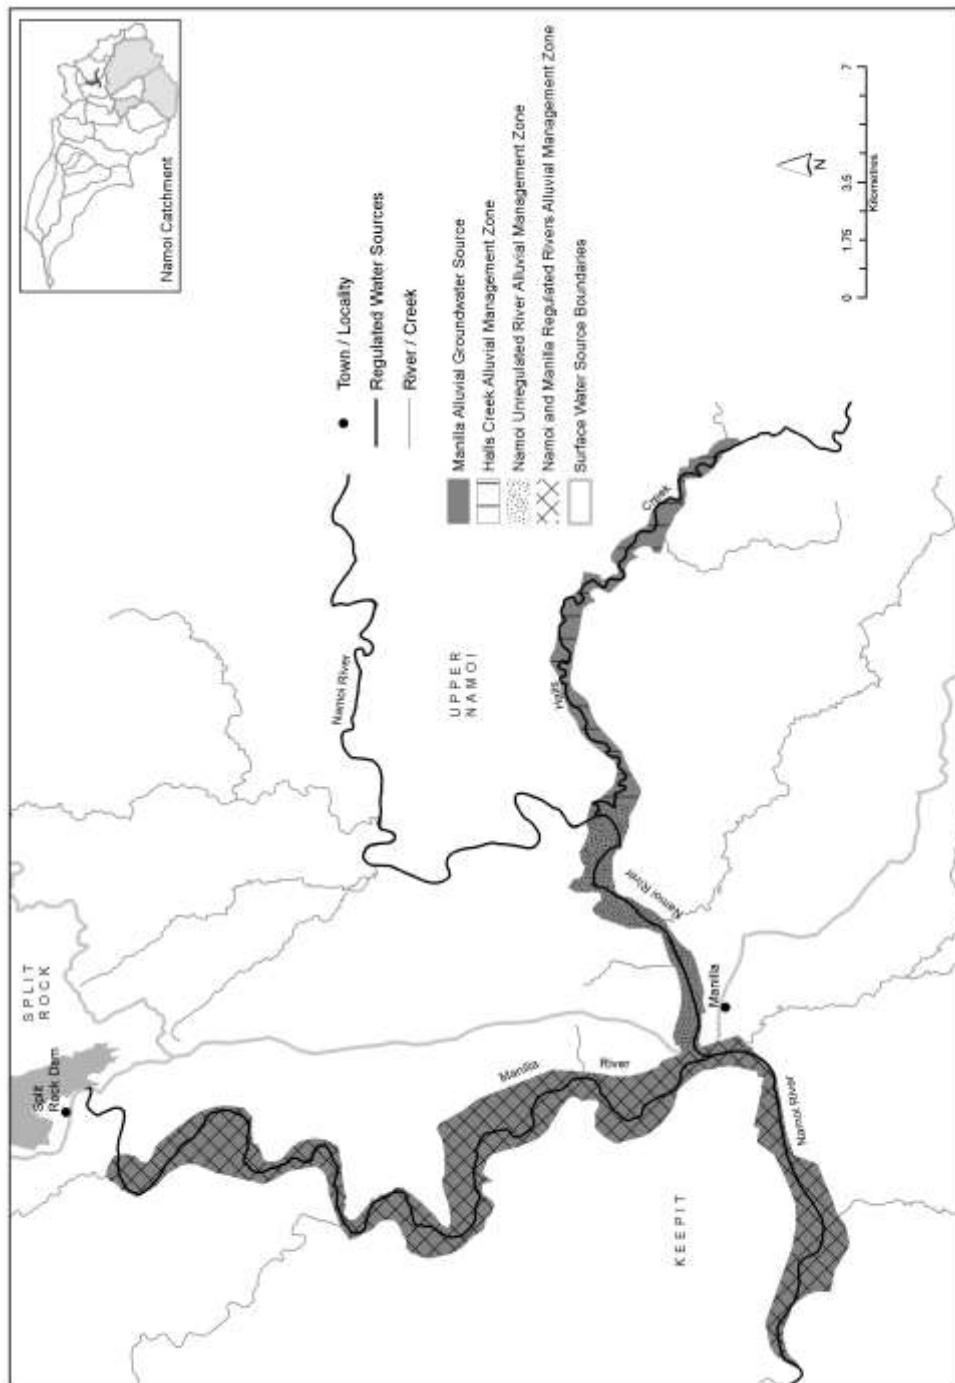 Namoi Catchment
Town / Locality
Regulated Water Sources
River / Creek
Manilla Alluvial Groundwater Source
Halls Creek Alluvial Management Zone
Namoi Unregulated River Alluvial Management Zone
Namoi and Manilla Regulated Rivers Alluvial Management Zone
Surface Water Source Boundaries
0 1.75 3.5 7
Kilometres
N
SPLIT
ROCK
Split
Rock Dam
Namoi River
UPPER
NAMOI
Halls
Creek
Namoi River
Manilla
Manilla
River
Namoi River
KEEPIT